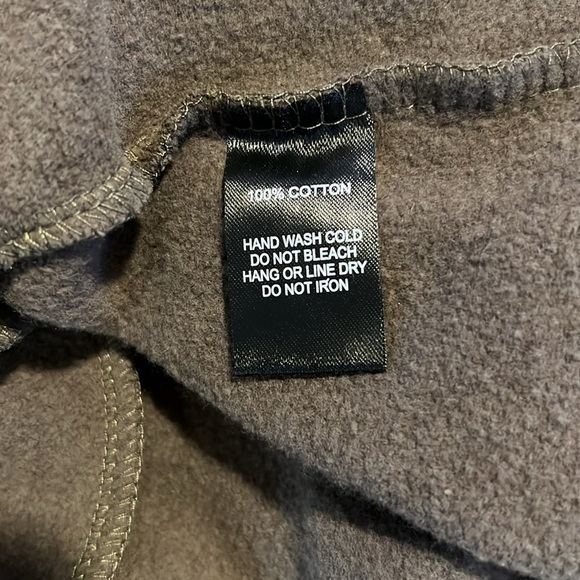 100% COTTON
HAND WASH COLD
DO NOT BLEACH
HANG OR LINE DRY
DO NOT IRON